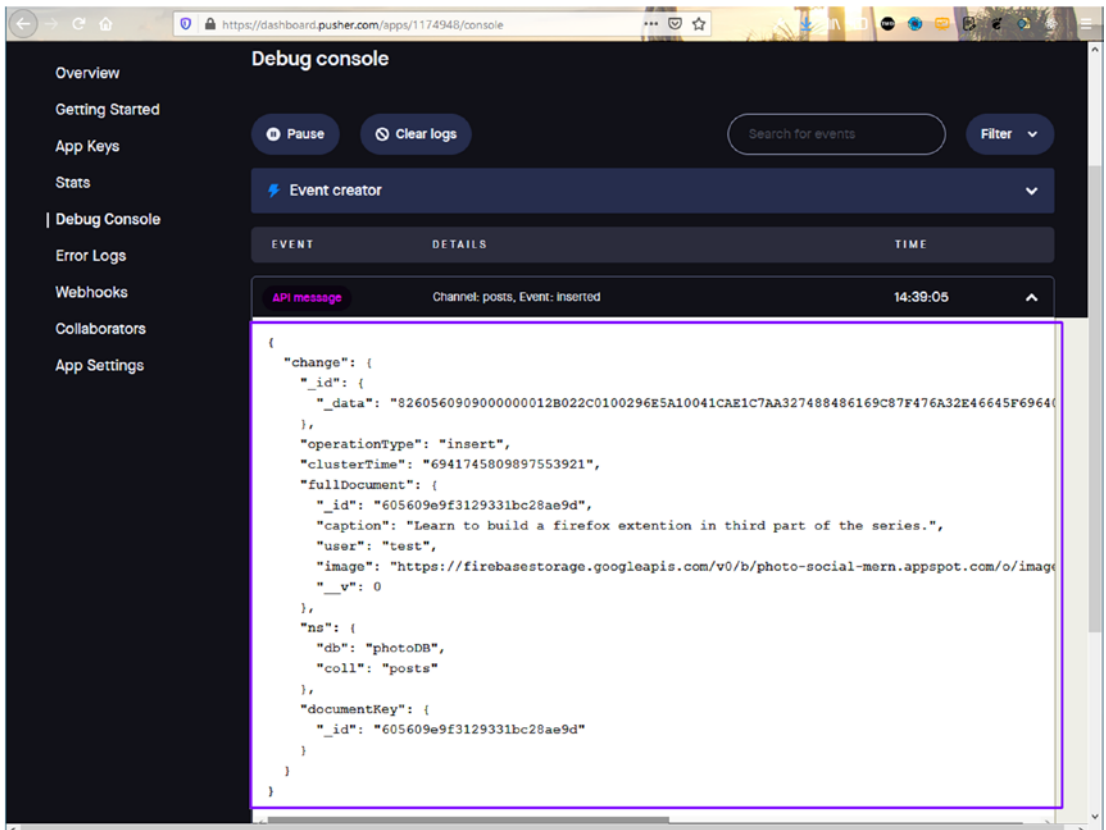 https://dashboard.pusher.com/apps/1174948/console
Debug console
Overview
Getting Started
App Keys
Stats
Debug Console
Error Logs
Webhooks
Collaborators
App Settings
Pause
Clear logs
Search for events
Filter
Event creator
EVENT DETAILS TIME
API message Channel: posts, Event: inserted 14:39:05
{
"change": {
"_id": {
"_data": "8260560909000000012B022C0100296E5A10041CAE1C7AA327488486169C87F476A32E46645F69640
},
"operationType": "insert",
"clusterTime": "6941745809897553921",
"fullDocument": {
"_id": "605609e9f3129331bc28ae9d",
"caption": "Learn to build a firefox extention in third part of the series.",
"user": "test",
"image": "https://firebasestorage.googleapis.com/v0/b/photo-social-mern.appspot.com/o/image
"__v": 0
},
"ns": {
"db": "photoDB",
"coll": "posts"
},
"documentKey": {
"_id": "605609e9f3129331bc28ae9d"
}
}
}